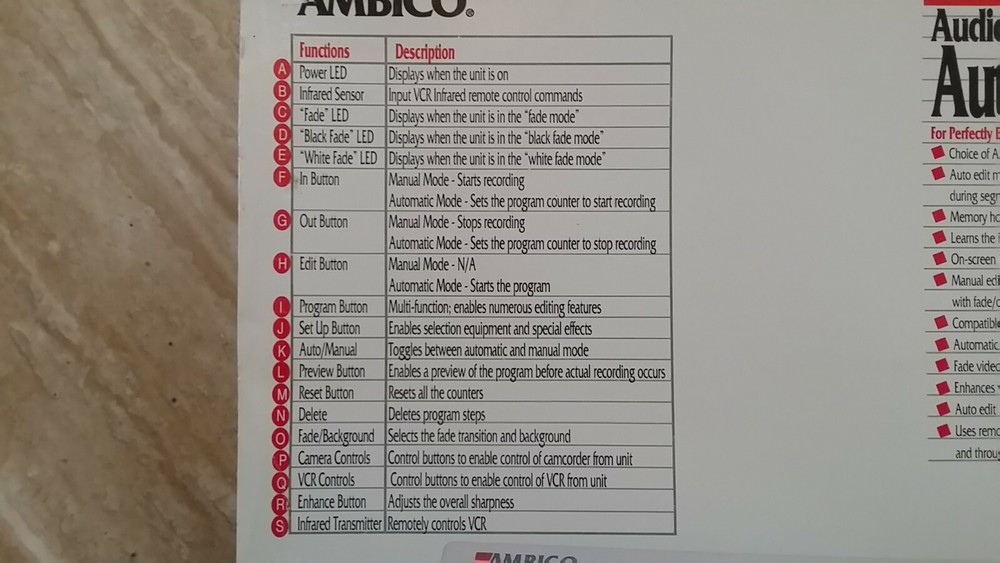 AMBICO®
Functions Description
A Power LED Displays when the unit is on
B Infrared Sensor Input VCR Infrared remote control commands
C "Fade" LED Displays when the unit is in the "fade mode"
D "Black Fade" LED Displays when the unit is in the "black fade mode"
E "White Fade" LED Displays when the unit is in the "white fade mode"
F In Button Manual Mode - Starts recording
Automatic Mode - Sets the program counter to start recording
G Out Button Manual Mode - Stops recording
Automatic Mode - Sets the program counter to stop recording
H Edit Button Manual Mode - N/A
Automatic Mode - Starts the program
I Program Button Multi-function; enables numerous editing features
J Set Up Button Enables selection equipment and special effects
K Auto/Manual Toggles between automatic and manual mode
L Preview Button Enables a preview of the program before actual recording occurs
M Reset Button Resets all the counters
N Delete Deletes program steps
O Fade/Background Selects the fade transition and background
P Camera Controls Control buttons to enable control of camcorder from unit
Q VCR Controls Control buttons to enable control of VCR from unit
R Enhance Button Adjusts the overall sharpness
S Infrared Transmitter Remotely controls VCR
AMBICO
Audio
Au
For Perfectly
Choice of A
Auto edit
during
Memory
Learns the
On-screen
Manual
with fade/
Automatic
Fade video
Enhances
Auto edit
Uses
and